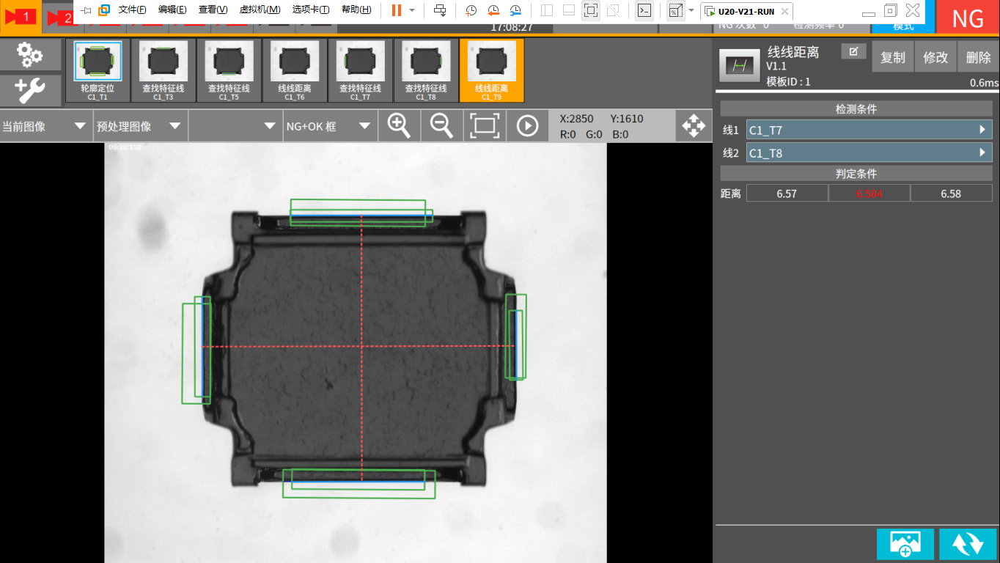 1
2
文件(F) 编辑(E) 查看(V) 虚拟机(M) 选项卡(T) 帮助(H)
U20-V21-RUN
17:08:27
NG 次数 0 检测频率 0
模式
NG
轮廓定位
C1_T1
查找特征线
C1_T3
查找特征线
C1_T5
线线距离
C1_T6
查找特征线
C1_T7
查找特征线
C1_T8
线线距离
C1_T9
线线距离
V1.1
模板ID : 1
复制 修改 删除
0.6ms
当前图像 预处理图像 NG+OK 框
X:2850 Y:1610
R:0 G:0 B:0
检测条件
线1 C1_T7
线2 C1_T8
判定条件
距离 6.57 6.584 6.58